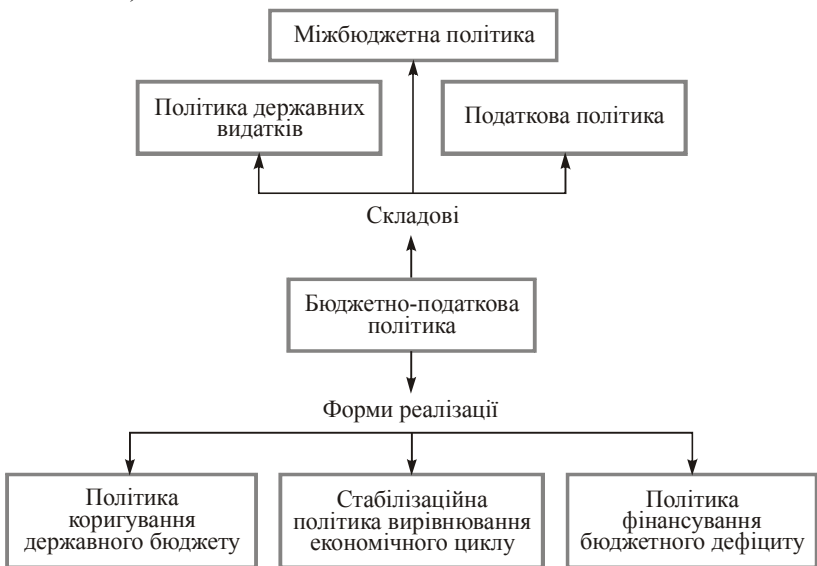 Міжбюджетна політика
Політика державних
видатків
Податкова політика
Складові
Бюджетно-податкова
політика
Форми реалізації
Політика
коригування
державного бюджету
Стабілізаційна
політика вирівнювання
економічного циклу
Політика
фінансування
бюджетного дефіциту